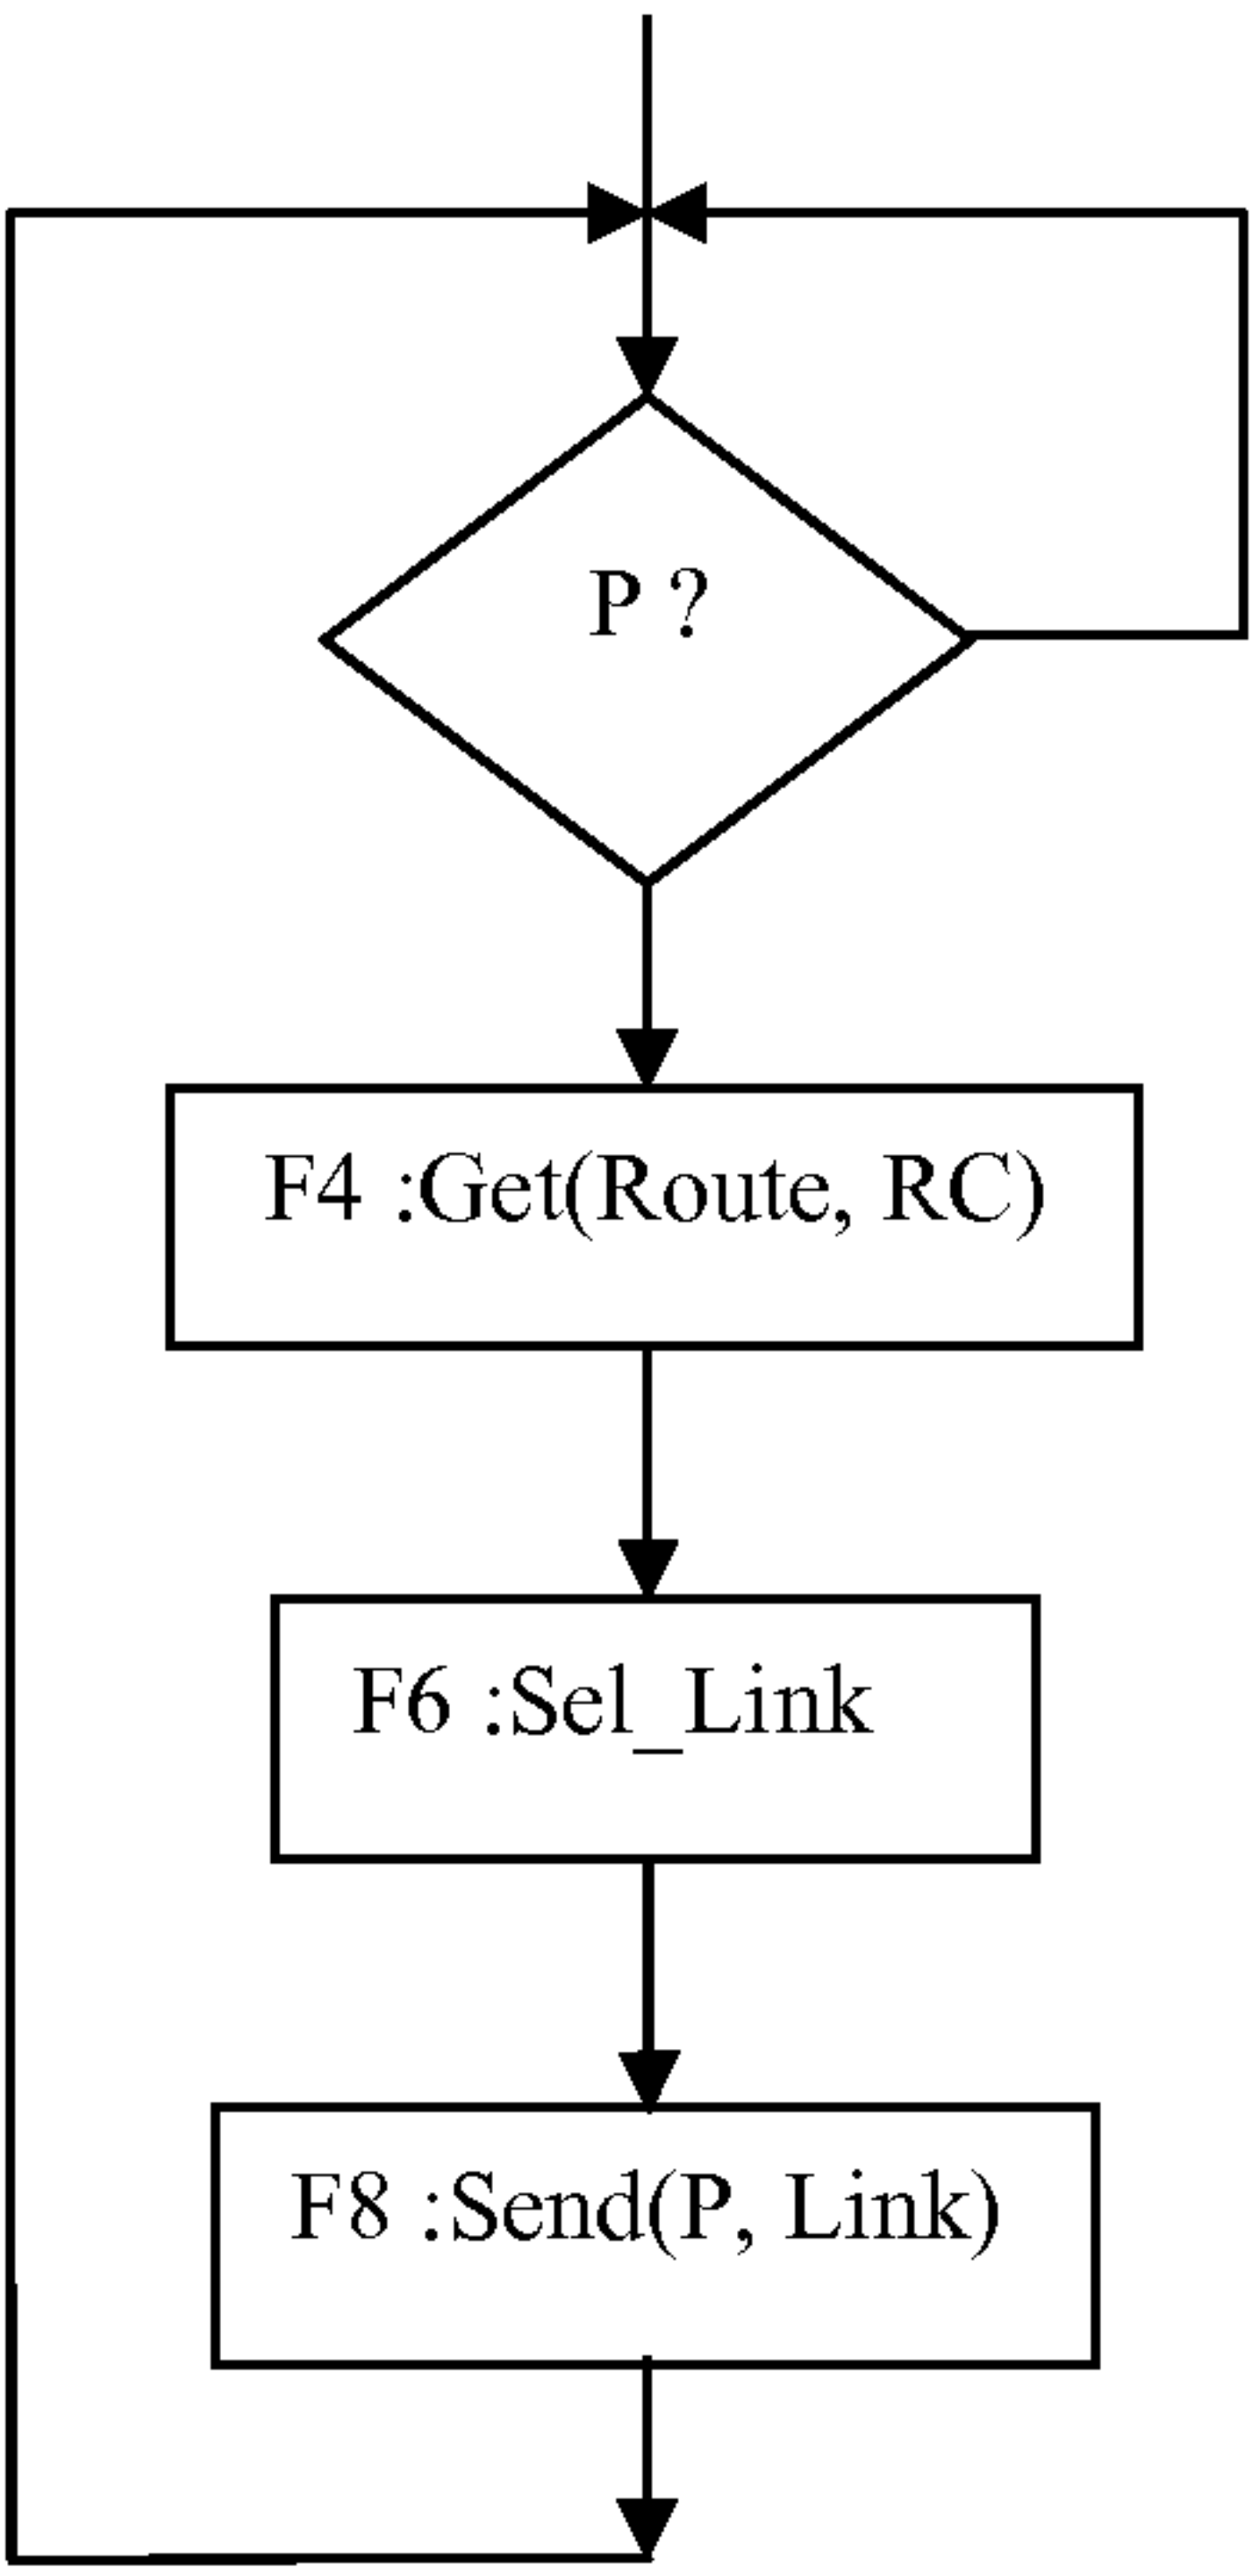 P ?
F4 :Get(Route, RC)
F6 :Sel_Link
F8 :Send(P, Link)